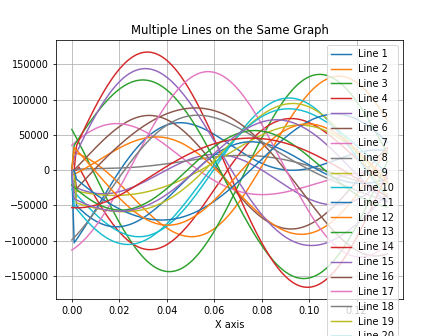 Multiple Lines on the Same Graph
150000
100000
50000
0
−50000
−100000
−150000
0.00
0.02
0.04
0.06
0.08
0.10
X axis
Line 1
Line 2
Line 3
Line 4
Line 5
Line 6
Line 7
Line 8
Line 9
Line 10
Line 11
Line 12
Line 13
Line 14
Line 15
Line 16
Line 17
Line 18
Line 19
Line 20